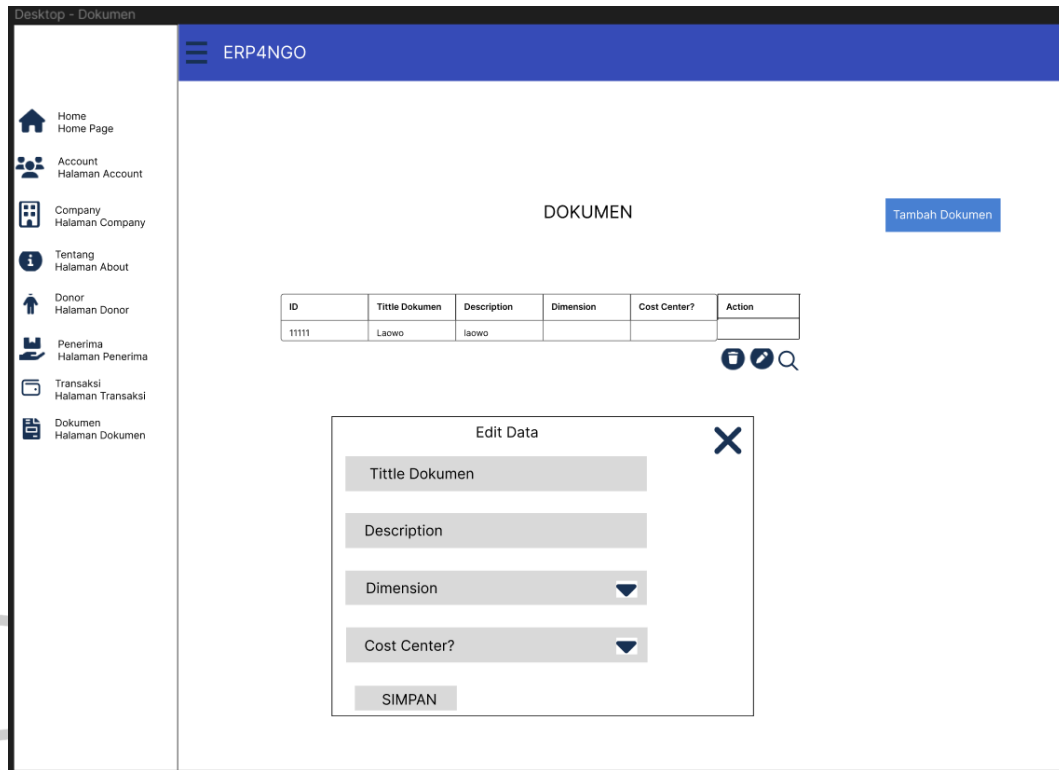 Desktop - Dokumen
ERP4NGO
Home
Home Page
Account
Halaman Account
Company
Halaman Company
Tentang
Halaman About
Donor
Halaman Donor
Penerima
Halaman Penerima
Transaksi
Halaman Transaksi
Dokumen
Halaman Dokumen
DOKUMEN
Tambah Dokumen
ID Tittle Dokumen Description Dimension Cost Center? Action
11111 Laowo laowo
Edit Data
Tittle Dokumen
Description
Dimension
Cost Center?
SIMPAN